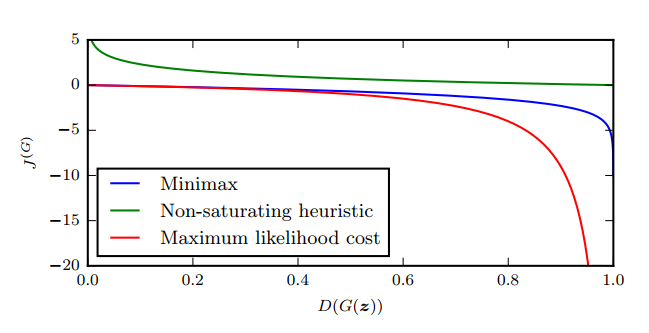 5
0
−5
−10
−15
−20
J(G)
Minimax
Non-saturating heuristic
Maximum likelihood cost
0.0 0.2 0.4 0.6 0.8 1.0
D(G(z))